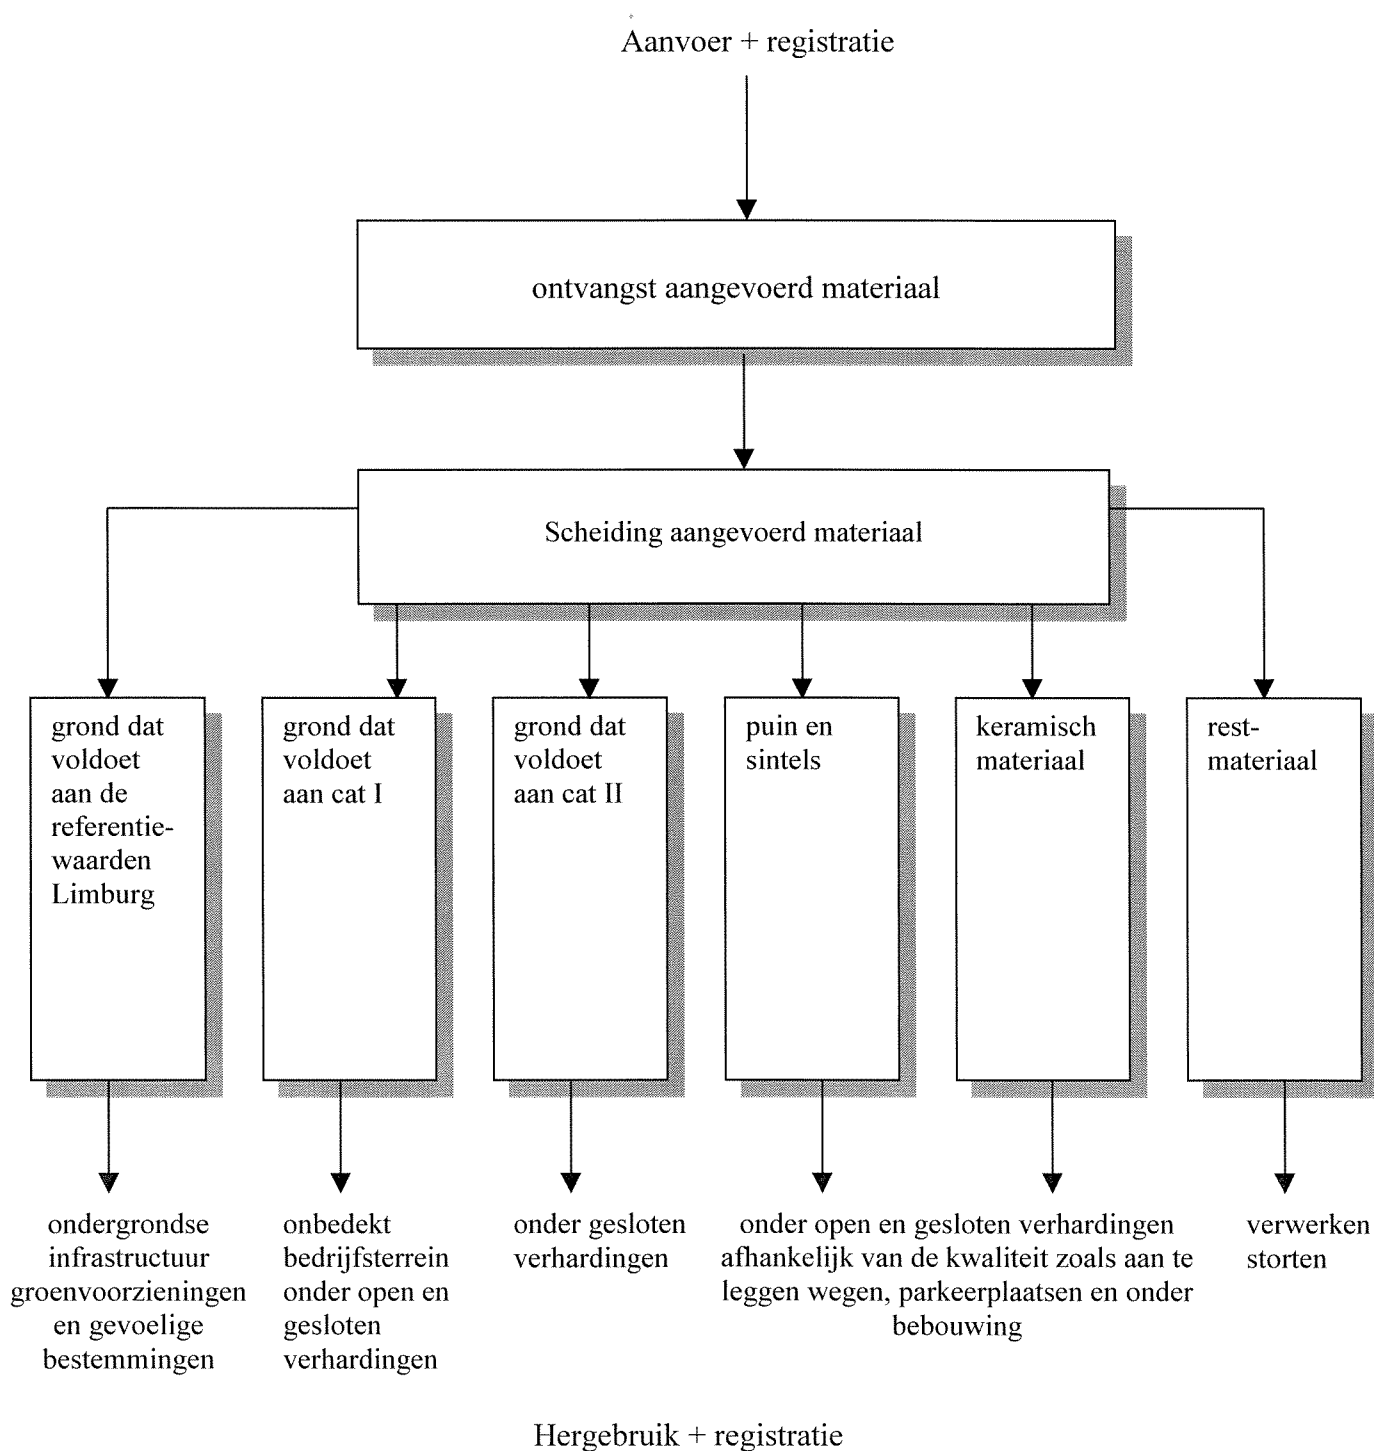 Aanvoer + registratie
ontvangst aangevoerd materiaal
Scheiding aangevoerd materiaal
grond dat
voldoet
aan de
referentie-
waarden
Limburg
grond dat
voldoet
aan cat I
grond dat
voldoet
aan cat II
puin en
sintels
keramisch
materiaal
rest-
materiaal
ondergrondse
infrastructuur
groenvoorzieningen
en gevoelige
bestemmingen
onbedekt
bedrijfsterrein
onder open en
gesloten
verhardingen
onder gesloten
verhardingen
onder open en gesloten verhardingen
afhankelijk van de kwaliteit zoals aan te
leggen wegen, parkeerplaatsen en onder
bebouwing
verwerken
storten
Hergebruik + registratie